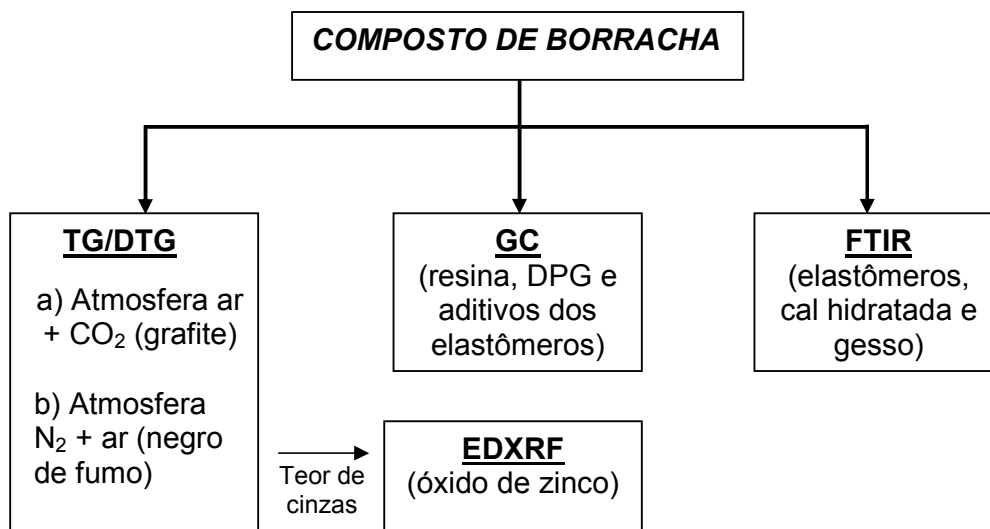 COMPOSTO DE BORRACHA
TG/DTG
a) Atmosfera ar
+ CO₂ (grafite)
b) Atmosfera
N₂ + ar (negro
de fumo)
GC
(resina, DPG e
aditivos dos
elastômeros)
FTIR
(elastômeros,
cal hidratada e
gesso)
Teor de
cinzas
EDXRF
(óxido de zinco)